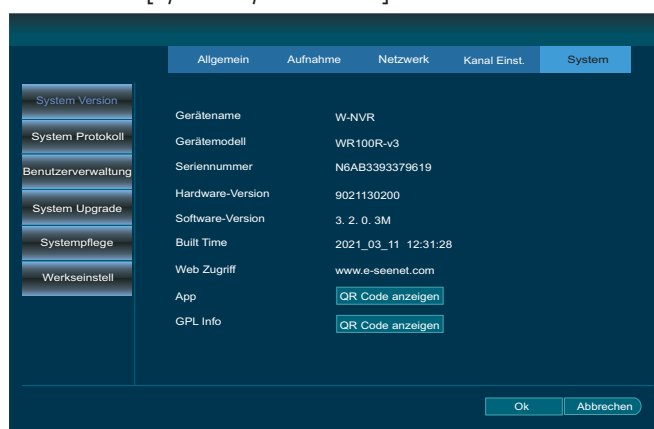 Allgemein Aufnahme Netzwerk Kanal Einst. System
System Version
System Protokoll
Benutzerverwaltung
System Upgrade
Systempflege
Werkseinstell
Gerätename W-NVR
Gerätemodell WR100R-v3
Seriennummer N6AB3393379619
Hardware-Version 9021130200
Software-Version 3. 2. 0. 3M
Built Time 2021_03_11 12:31:28
Web Zugriff www.e-seenet.com
App QR Code anzeigen
GPL Info QR Code anzeigen
Ok Abbrechen